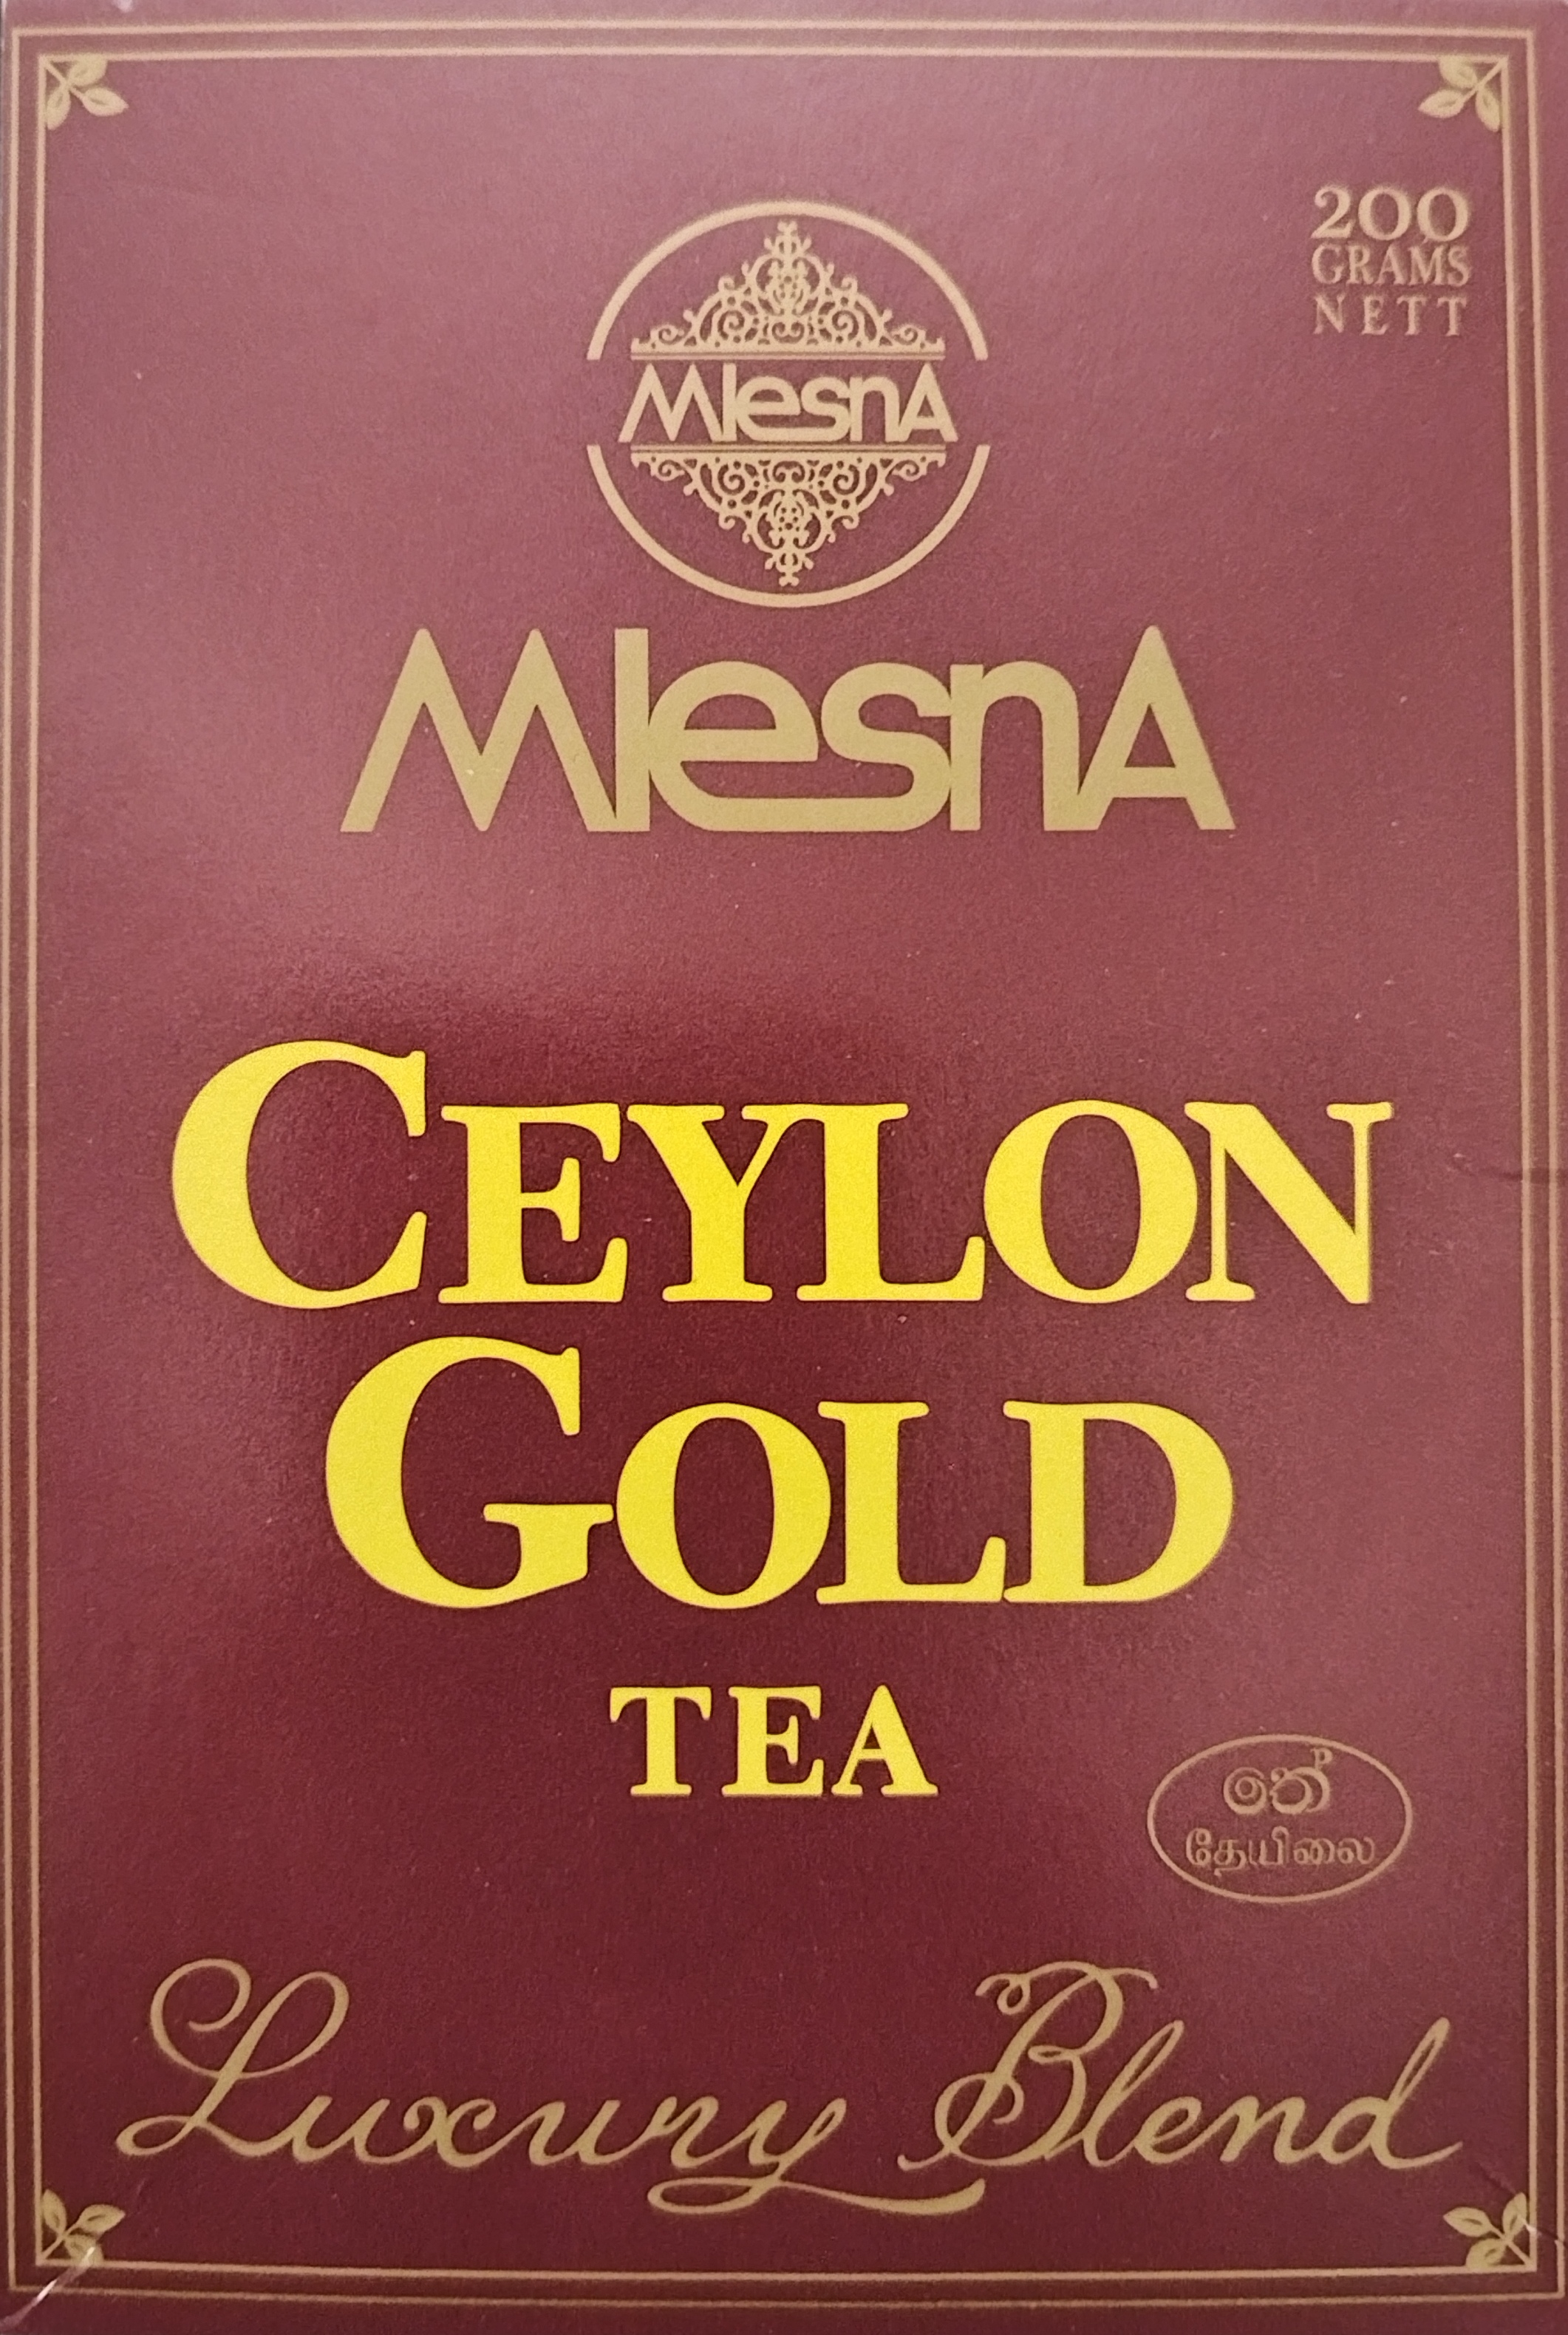 200
GRAMS
NETT
MlesnA
MlesnA
CEYLON
GOLD
TEA
තේ
தேயிலை
Luxury Blend